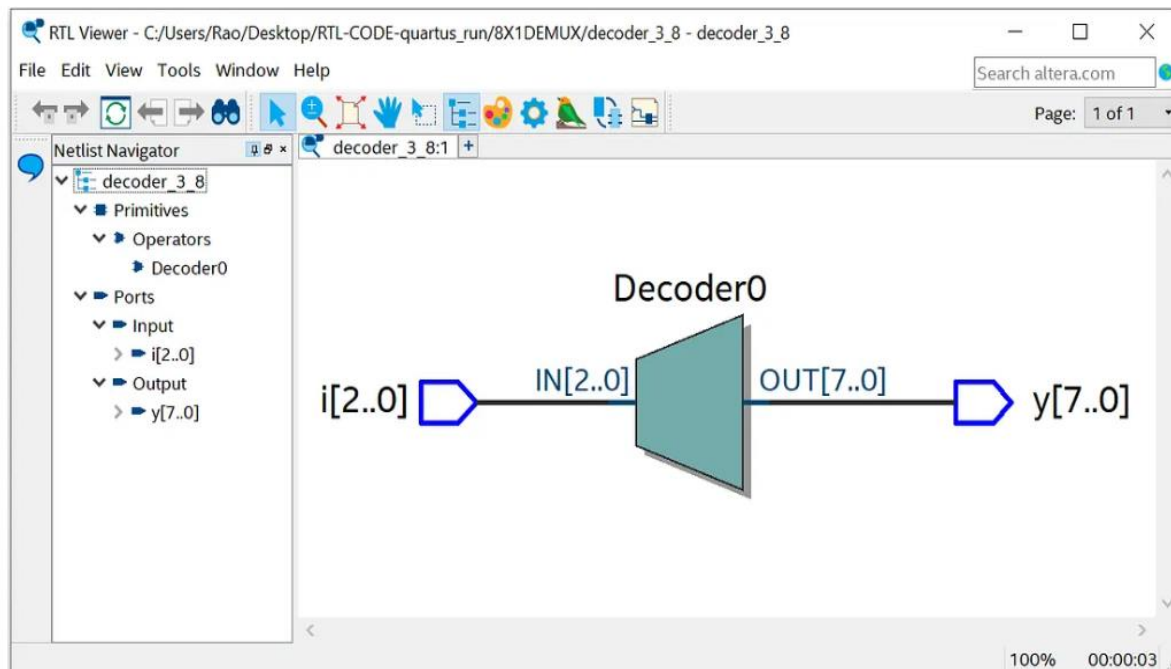 RTL Viewer - C:/Users/Rao/Desktop/RTL-CODE-quartus_run/8X1DEMUX/decoder_3_8 - decoder_3_8
File Edit View Tools Window Help
Search altera.com
Page: 1 of 1
Netlist Navigator
decoder_3_8:1
decoder_3_8
Primitives
Operators
Decoder0
Ports
Input
i[2..0]
Output
y[7..0]
Decoder0
i[2..0] IN[2..0] OUT[7..0] y[7..0]
100% 00:00:03